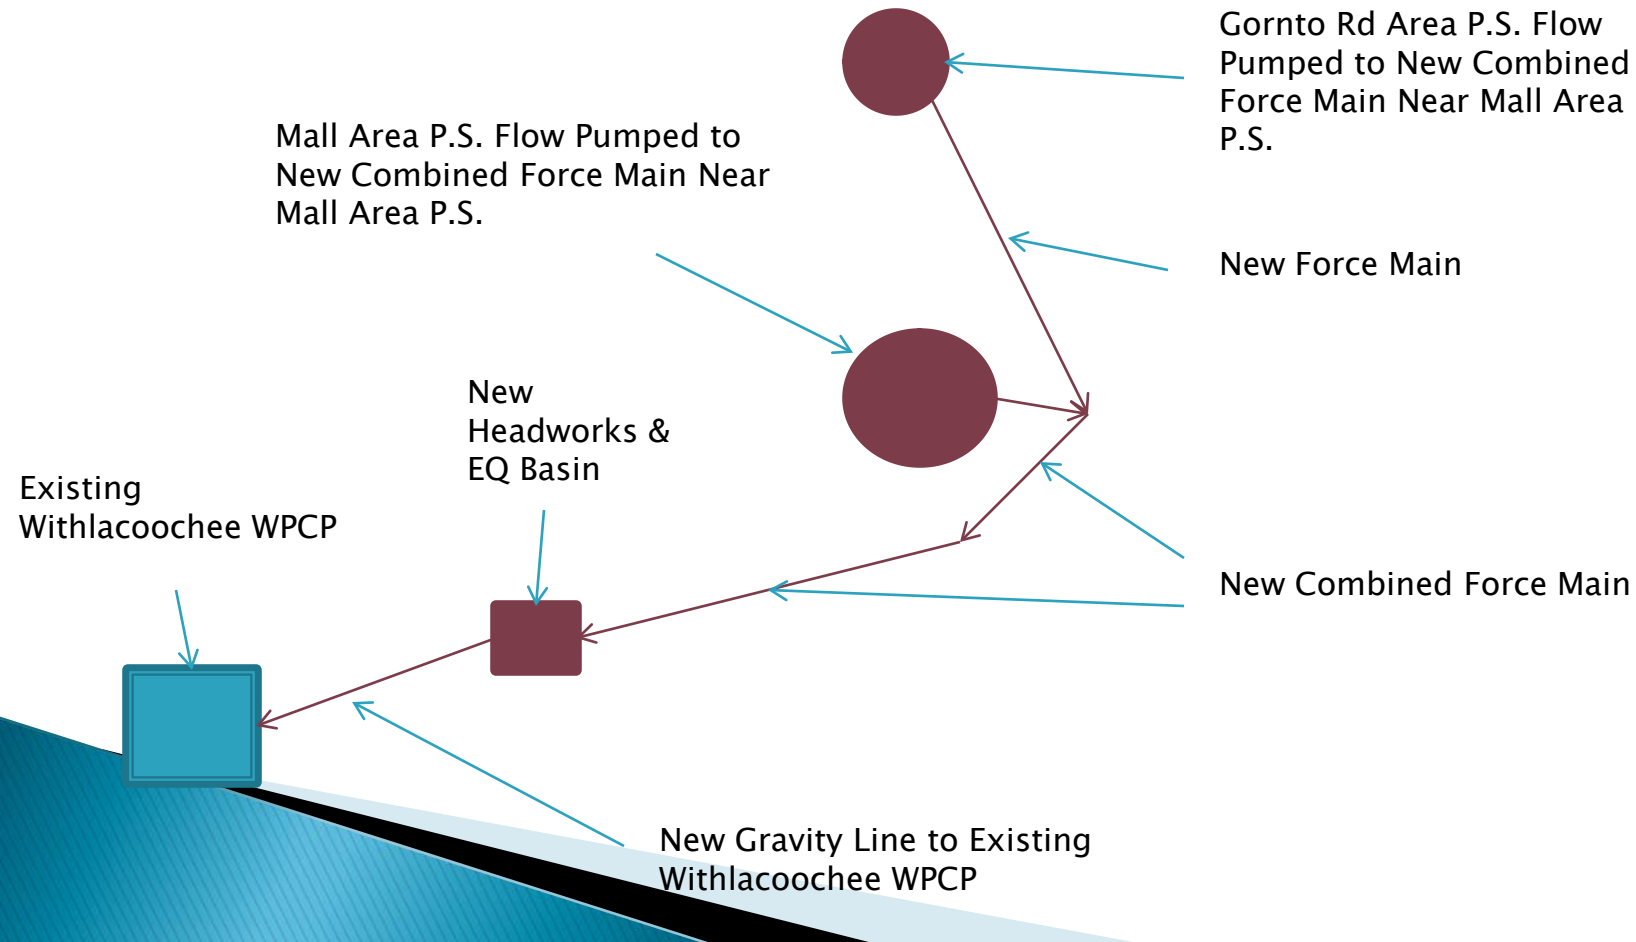 Gornto Rd Area P.S. Flow
Pumped to New Combined
Force Main Near Mall Area
P.S.
Mall Area P.S. Flow Pumped to
New Combined Force Main Near
Mall Area P.S.
New Force Main
New
Headworks &
EQ Basin
Existing
Withlacoochee WPCP
New Combined Force Main
New Gravity Line to Existing
Withlacoochee WPCP